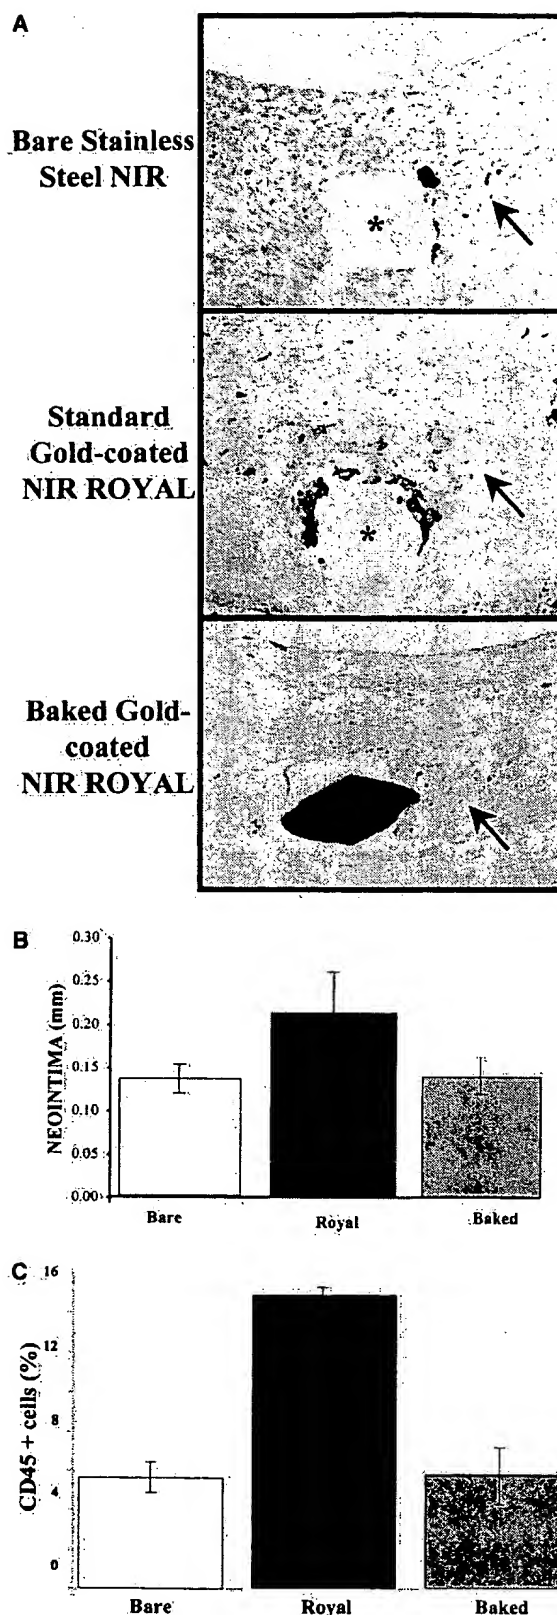 A
Bare Stainless
Steel NIR
*
Standard
Gold-coated
NIR ROYAL
*
Baked Gold-
coated
NIR ROYAL
B
NEOINTIMA (mm)
0.30
0.25
0.20
0.15
0.10
0.05
0.00
Bare Royal Baked
C
CD45 + cells (%)
16
12
8
4
0
Bare Royal Baked